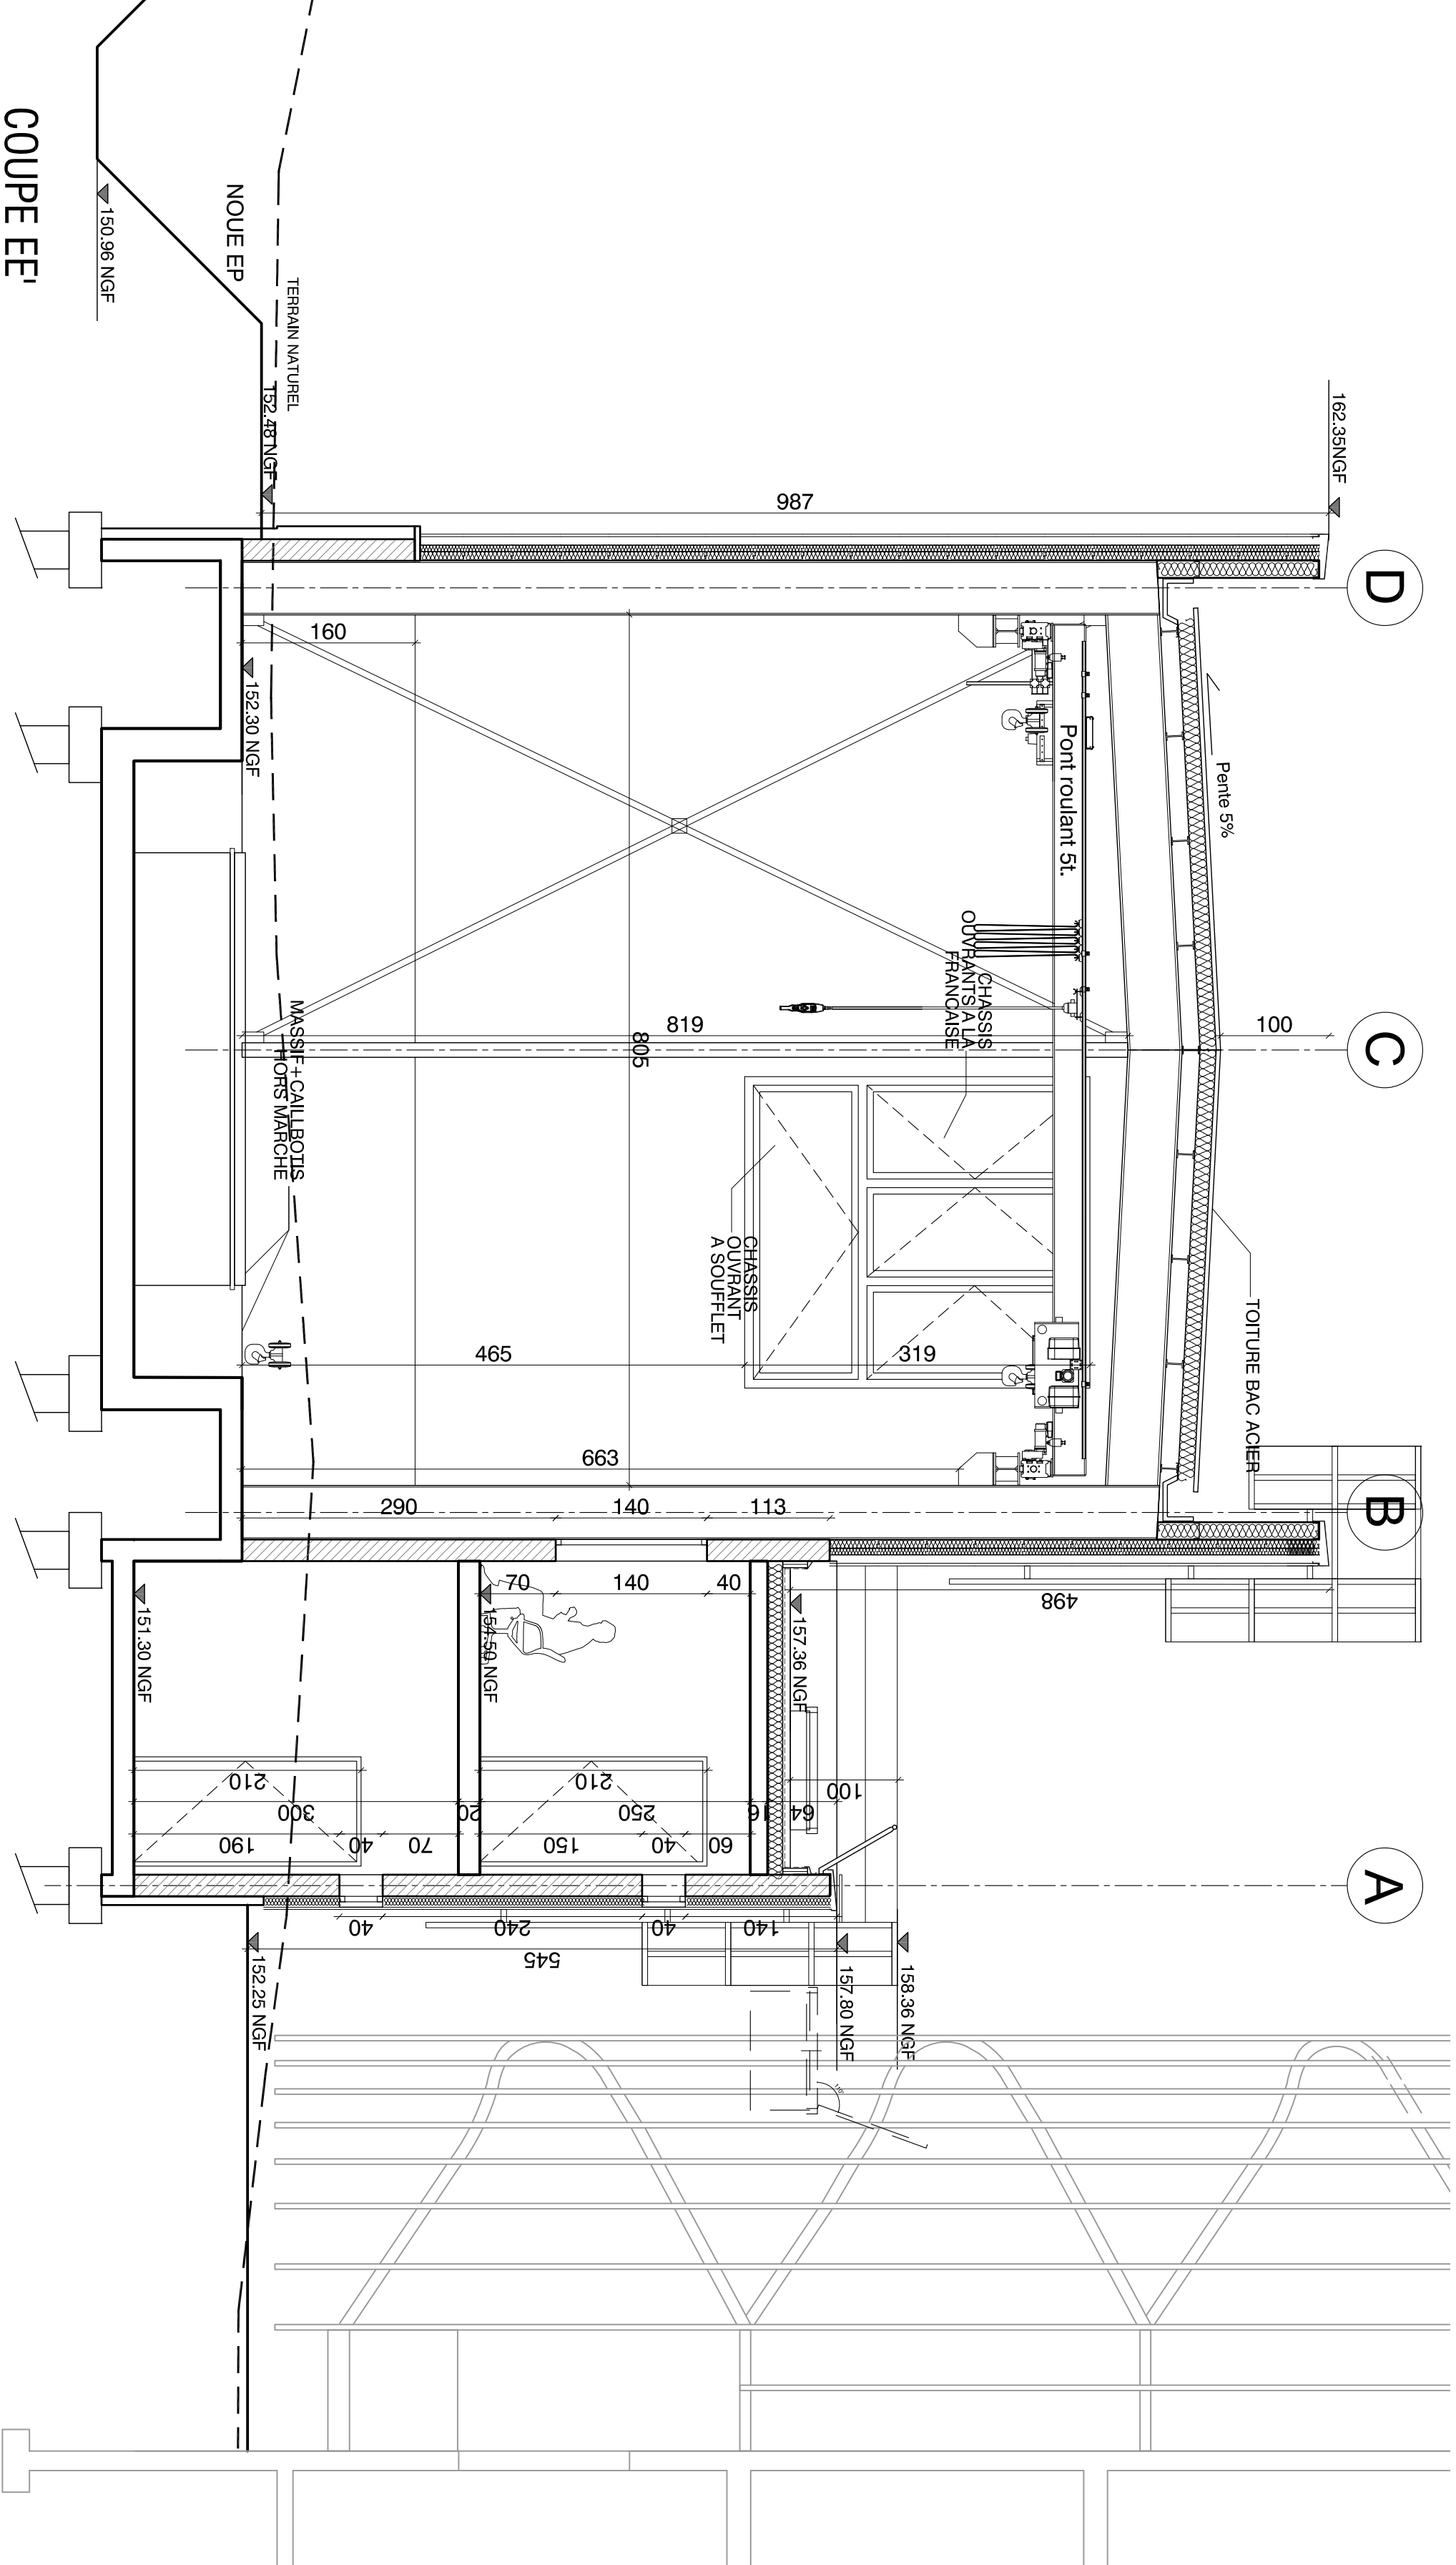 D
C
B
A
162.35NGF
987
100
Pente 5%
TOITURE BAC ACIER
Pont roulant 5t.
CHASSIS
OUVRANTS A LA
FRANCAISE
819
805
319
CHASSIS
OUVRANT
A SOUFFLET
465
663
160
290
140
113
498
70
140
40
157.36 NGF
154.50 NGF
151.30 NGF
100
64
16
210
210
300
20
250
190
40
70
150
40
60
40
240
40
140
545
158.36 NGF
157.80 NGF
152.25 NGF
MASSIF+CAILLBOTIS
HORS MARCHE
152.30 NGF
152.48 NGF
TERRAIN NATUREL
NOUE EP
150.96 NGF
COUPE EE'